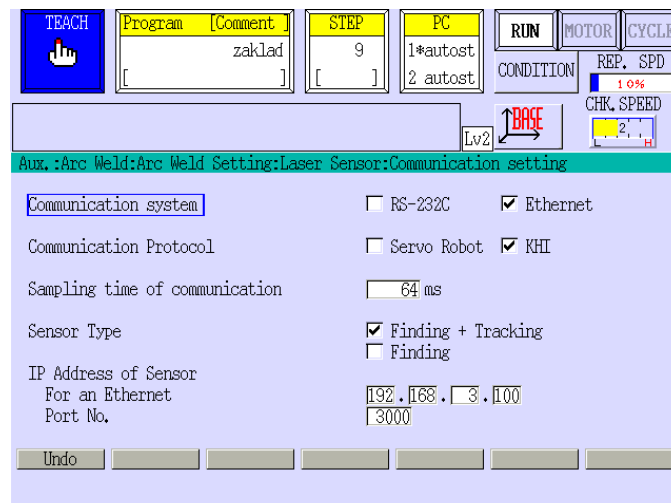 TEACH
Program [Comment ]
zaklad
[ ]
STEP
9
[ ]
PC
1*autost
2 autost
RUN MOTOR CYCLE
CONDITION
REP. SPD
10%
CHK.SPEED
2
L H
BASE
Lv2
Aux.:Arc Weld:Arc Weld Setting:Laser Sensor:Communication setting
Communication system RS-232C Ethernet
Communication Protocol Servo Robot KHI
Sampling time of communication 64 ms
Sensor Type Finding + Tracking
Finding
IP Address of Sensor
For an Ethernet 192.168. 3.100
Port No. 3000
Undo